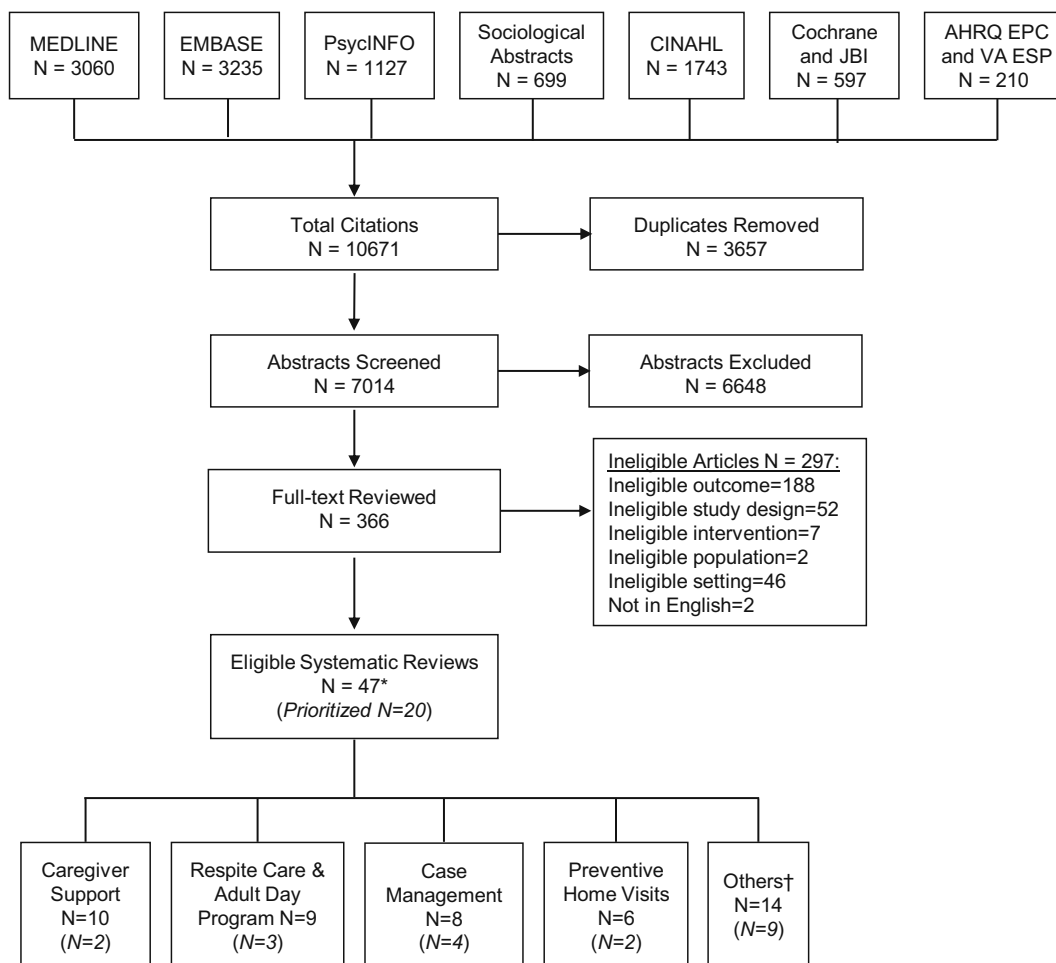 MEDLINE
N = 3060
EMBASE
N = 3235
PsycINFO
N = 1127
Sociological
Abstracts
N = 699
CINAHL
N = 1743
Cochrane
and JBI
N = 597
AHRQ EPC
and VA ESP
N = 210
Total Citations
N = 10671
Duplicates Removed
N = 3657
Abstracts Screened
N = 7014
Abstracts Excluded
N = 6648
Full-text Reviewed
N = 366
Ineligible Articles N = 297:
Ineligible outcome=188
Ineligible study design=52
Ineligible intervention=7
Ineligible population=2
Ineligible setting=46
Not in English=2
Eligible Systematic Reviews
N = 47*
(Prioritized N=20)
Caregiver
Support
N=10
(N=2)
Respite Care &
Adult Day
Program N=9
(N=3)
Case
Management
N=8
(N=4)
Preventive
Home Visits
N=6
(N=2)
Others†
N=14
(N=9)